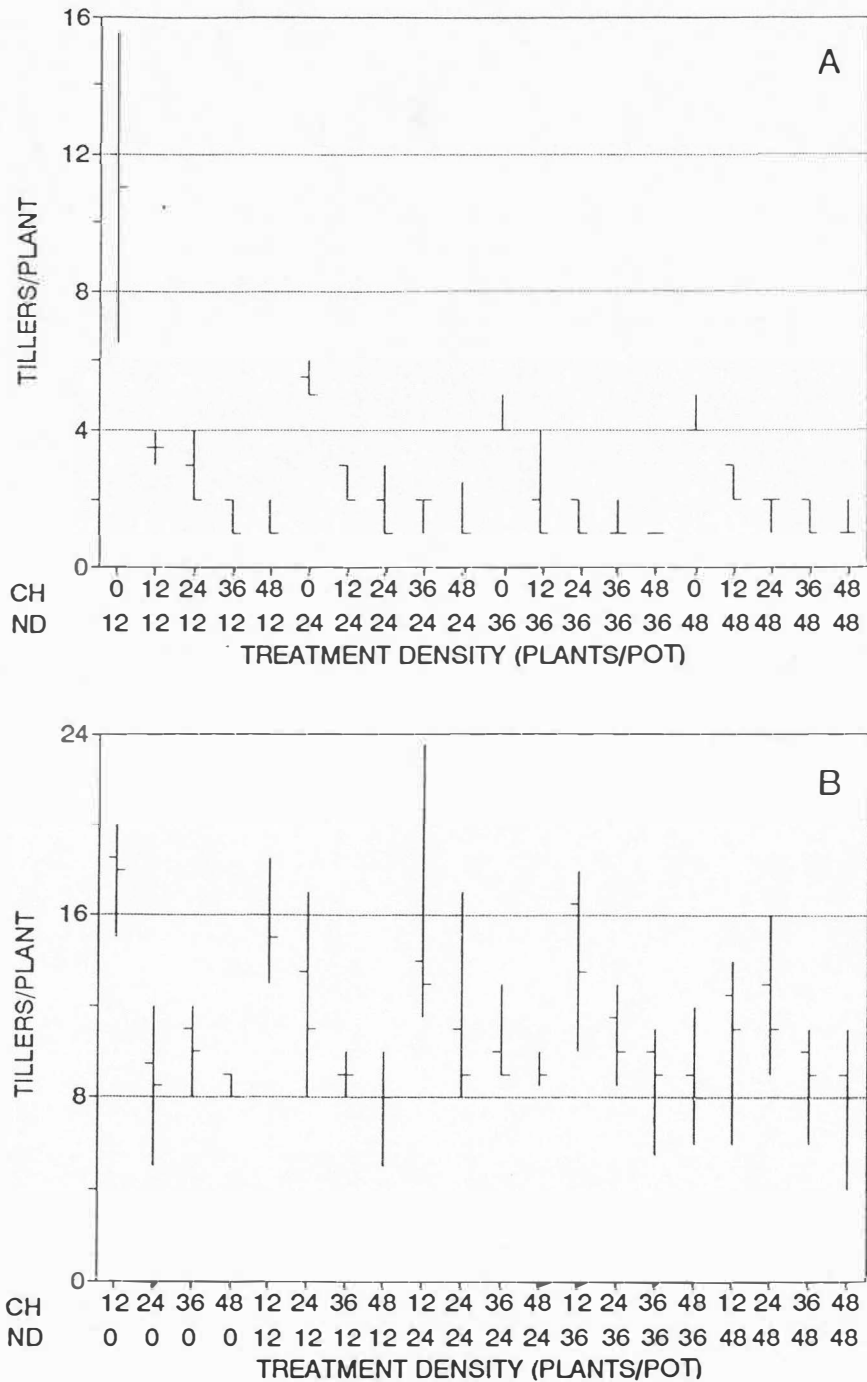 16
A
12
TILLERS/PLANT
8
4
0
CH 0 12 24 36 48 0 12 24 36 48 0 12 24 36 48 0 12 24 36 48
ND 12 12 12 12 12 24 24 24 24 24 36 36 36 36 36 48 48 48 48 48
TREATMENT DENSITY (PLANTS/POT)
24
B
16
TILLERS/PLANT
8
0
CH 12 24 36 48 12 24 36 48 12 24 36 48 12 24 36 48 12 24 36 48
ND 0 0 0 0 12 12 12 12 24 24 24 24 36 36 36 36 48 48 48 48
TREATMENT DENSITY (PLANTS/POT)